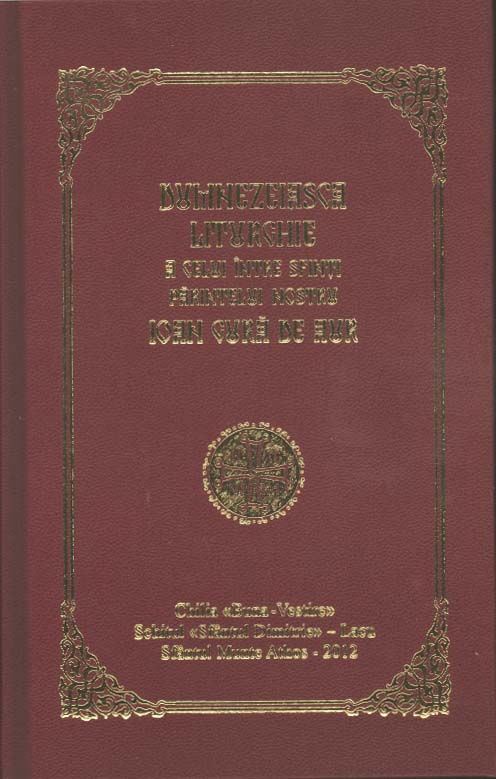 DUMNEZEIASCA
LITURGHIE
A CELUI ÎNTRE SFINȚI
PĂRINTELUI NOSTRU
IOAN GURĂ DE AUR
Chilia «Buna-Vestire»
Schitul «Sfântul Dimitrie» – Lacu
Sfântul Munte Athos - 2012